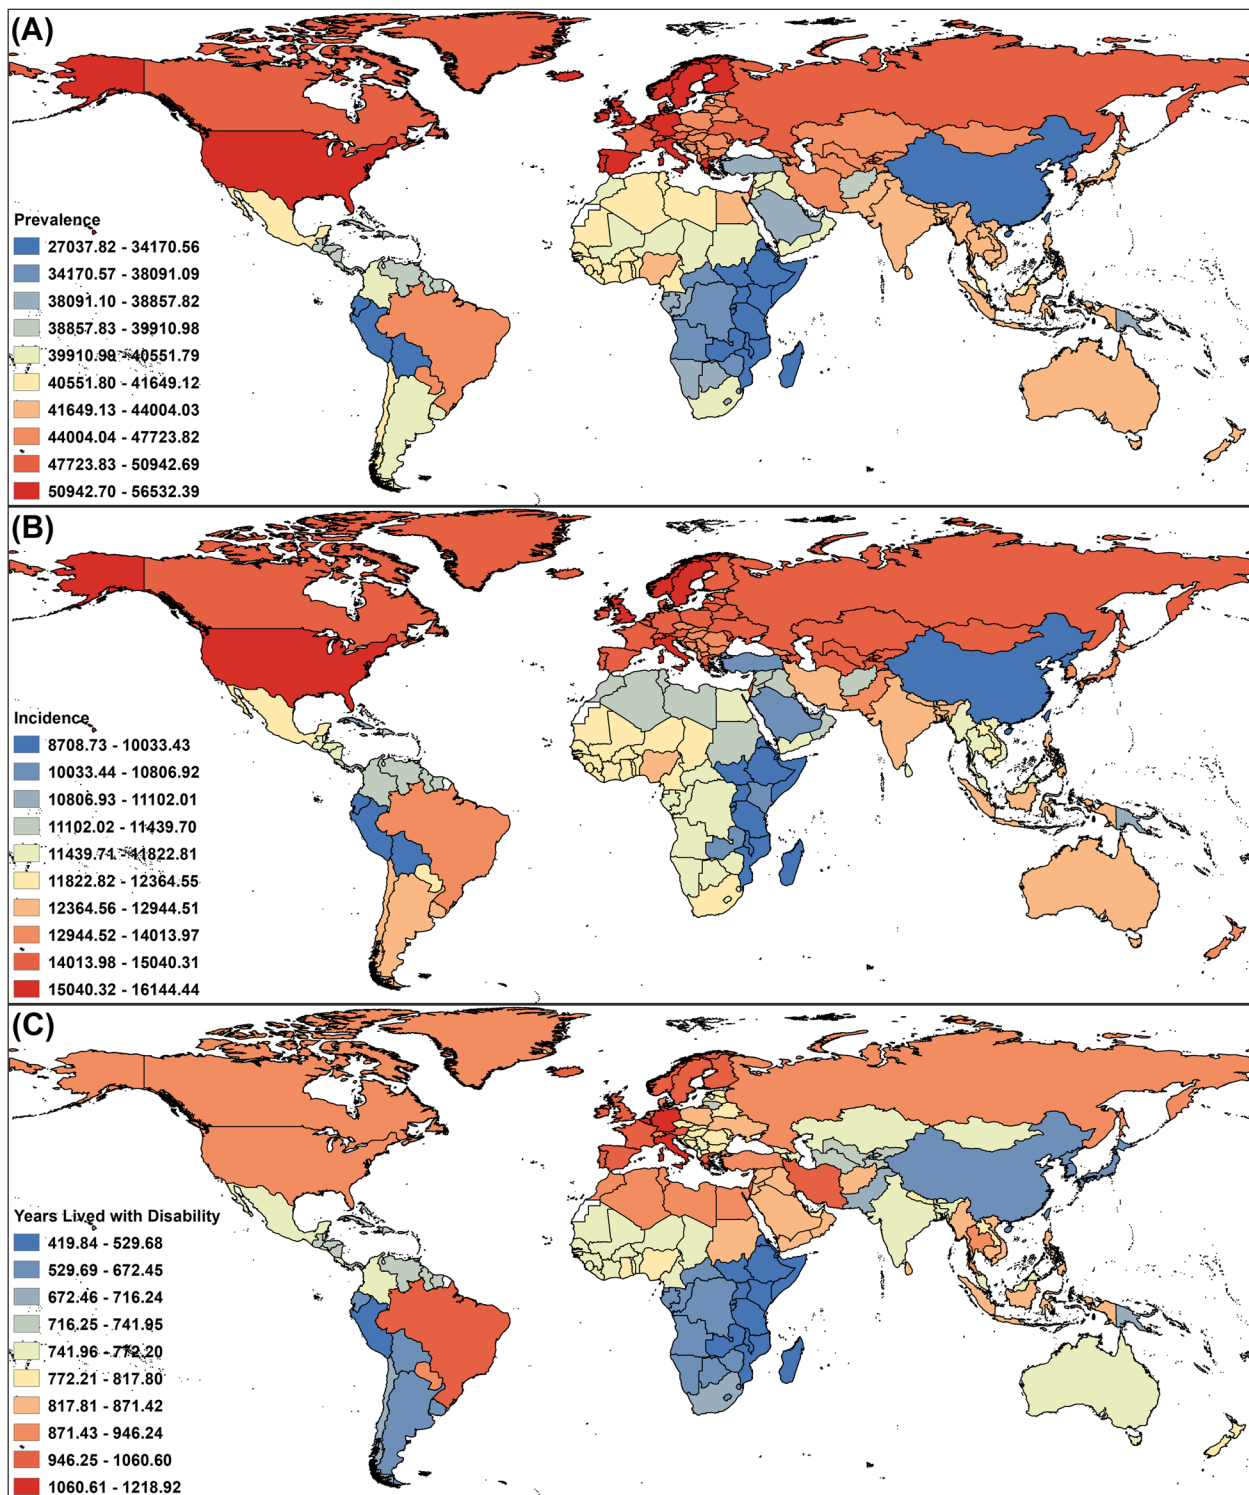 (A)
Prevalence
27037.82 - 34170.56
34170.57 - 38091.09
38091.10 - 38857.82
38857.83 - 39910.98
39910.99 - 40551.79
40551.80 - 41649.12
41649.13 - 44004.03
44004.04 - 47723.82
47723.83 - 50942.69
50942.70 - 56532.39
(B)
Incidence
8708.73 - 10033.43
10033.44 - 10806.92
10806.93 - 11102.01
11102.02 - 11439.70
11439.71 - 11822.81
11822.82 - 12364.55
12364.56 - 12944.51
12944.52 - 14013.97
14013.98 - 15040.31
15040.32 - 16144.44
(C)
Years Lived with Disability
419.84 - 529.68
529.69 - 672.45
672.46 - 716.24
716.25 - 741.95
741.96 - 772.20
772.21 - 817.80
817.81 - 871.42
871.43 - 946.24
946.25 - 1060.60
1060.61 - 1218.92